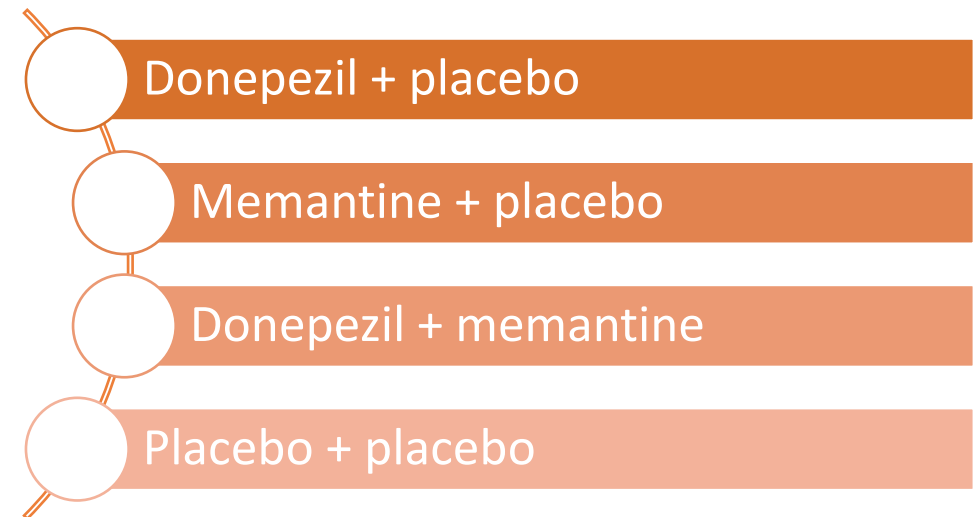 Donepezil + placebo
Memantine + placebo
Donepezil + memantine
Placebo + placebo